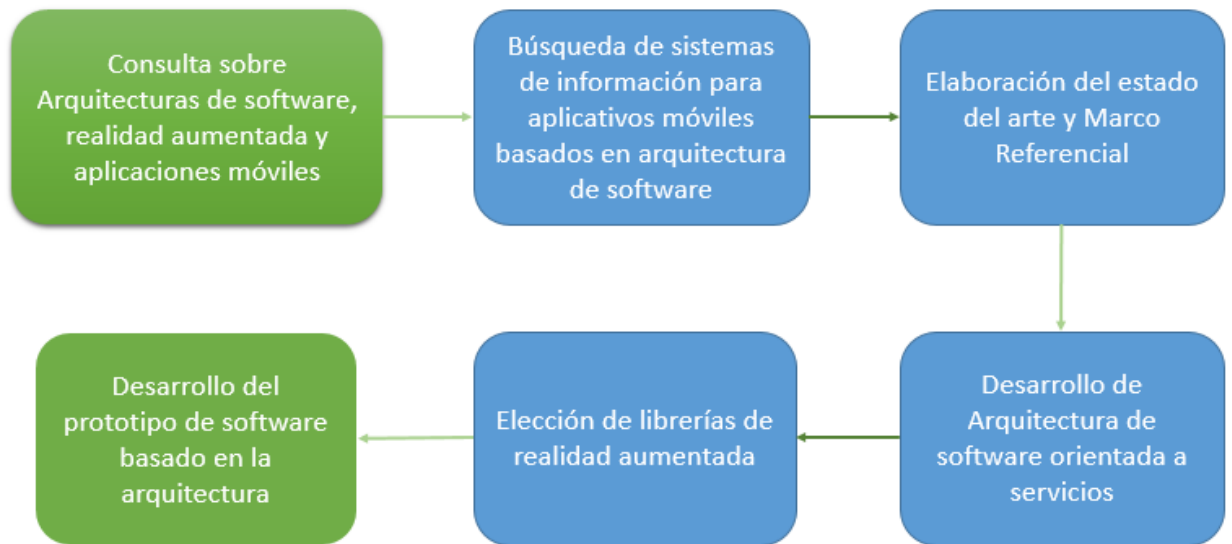 Consulta sobre
Arquitecturas de software,
realidad aumentada y
aplicaciones móviles
Búsqueda de sistemas
de información para
aplicativos móviles
basados en arquitectura
de software
Elaboración del estado
del arte y Marco
Referencial
Desarrollo de
Arquitectura de
software orientada a
servicios
Elección de librerías de
realidad aumentada
Desarrollo del
prototipo de software
basado en la
arquitectura